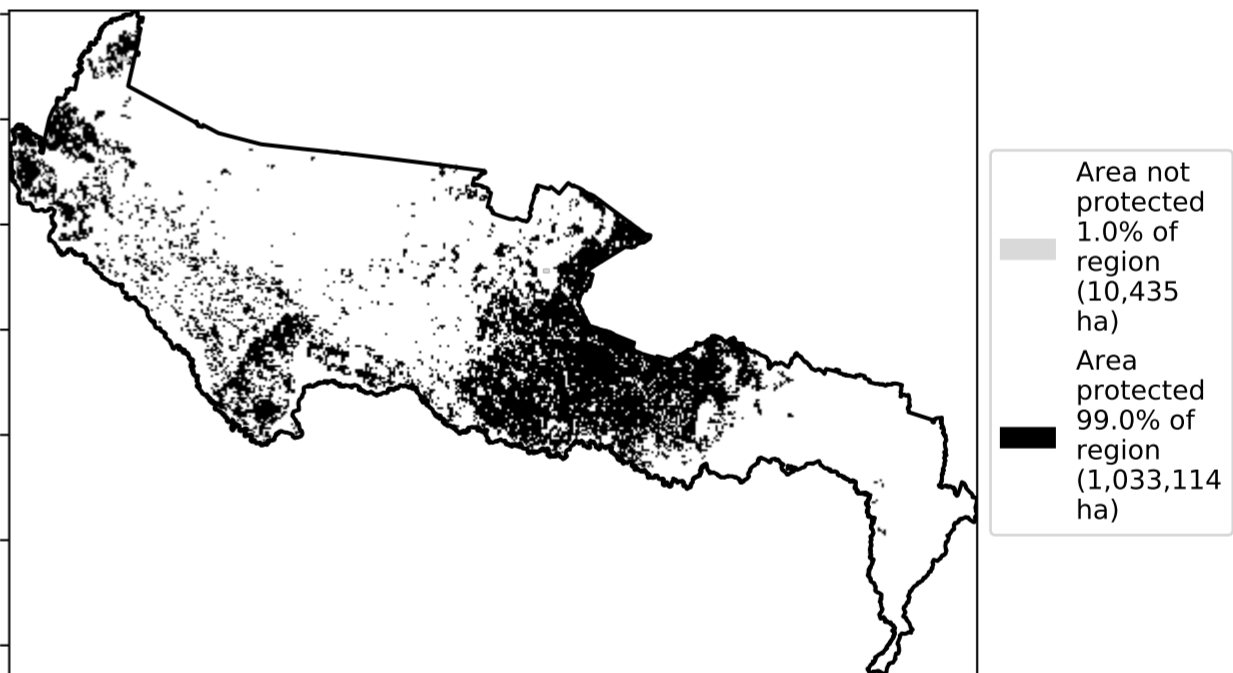 Area not
protected
1.0% of
region
(10,435
ha)
Area
protected
99.0% of
region
(1,033,114
ha)